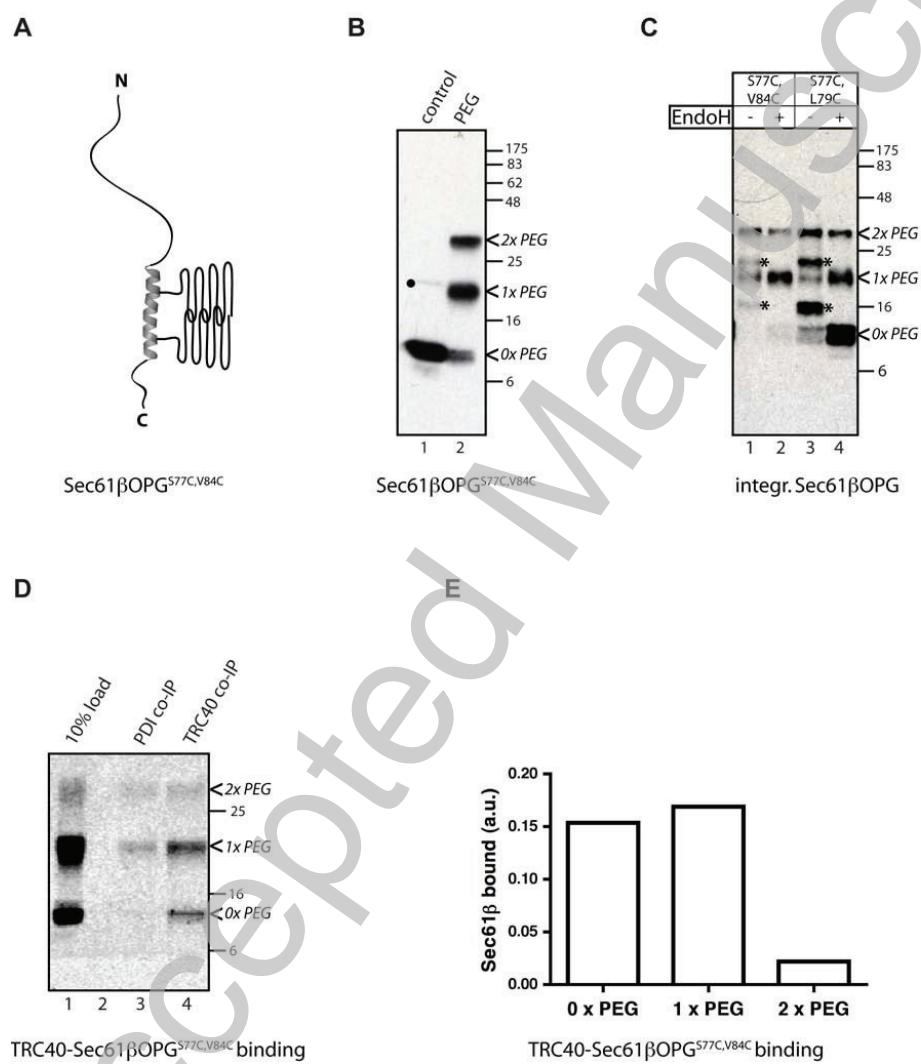 A
B
C
N
C
Sec61βOPG^S77C,V84C
control
PEG
175
83
62
48
<2x PEG
25
<1x PEG
16
<0x PEG
6
1 2
Sec61βOPG^S77C,V84C
S77C, S77C,
V84C L79C
EndoH - + - +
175
83
48
<2x PEG
25
*
*
<1x PEG
16
*
*
<0x PEG
6
1 2 3 4
integr. Sec61βOPG
D
E
10% load
PDI co-IP
TRC40 co-IP
<2x PEG
25
<1x PEG
16
<0x PEG
6
1 2 3 4
TRC40-Sec61βOPG^S77C,V84C binding
Sec61β bound (a.u.)
0.20
0.15
0.10
0.05
0.00
0 x PEG 1 x PEG 2 x PEG
TRC40-Sec61βOPG^S77C,V84C binding